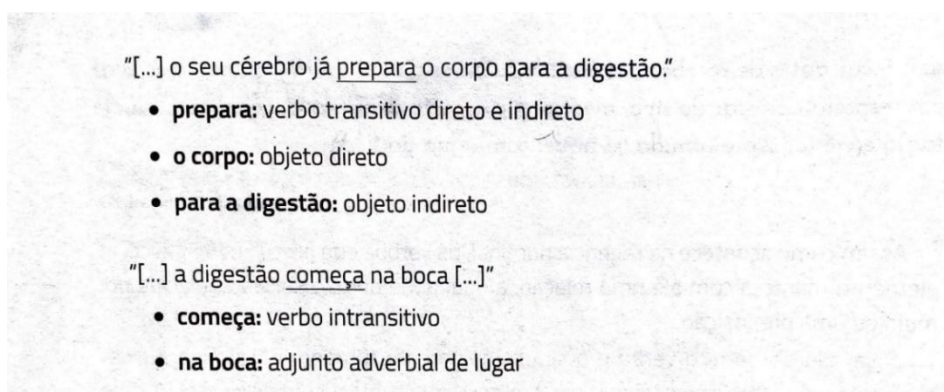 "[...] o seu cérebro já prepara o corpo para a digestão."
• prepara: verbo transitivo direto e indireto
• o corpo: objeto direto
• para a digestão: objeto indireto
"[...] a digestão começa na boca [...]"
• começa: verbo intransitivo
• na boca: adjunto adverbial de lugar